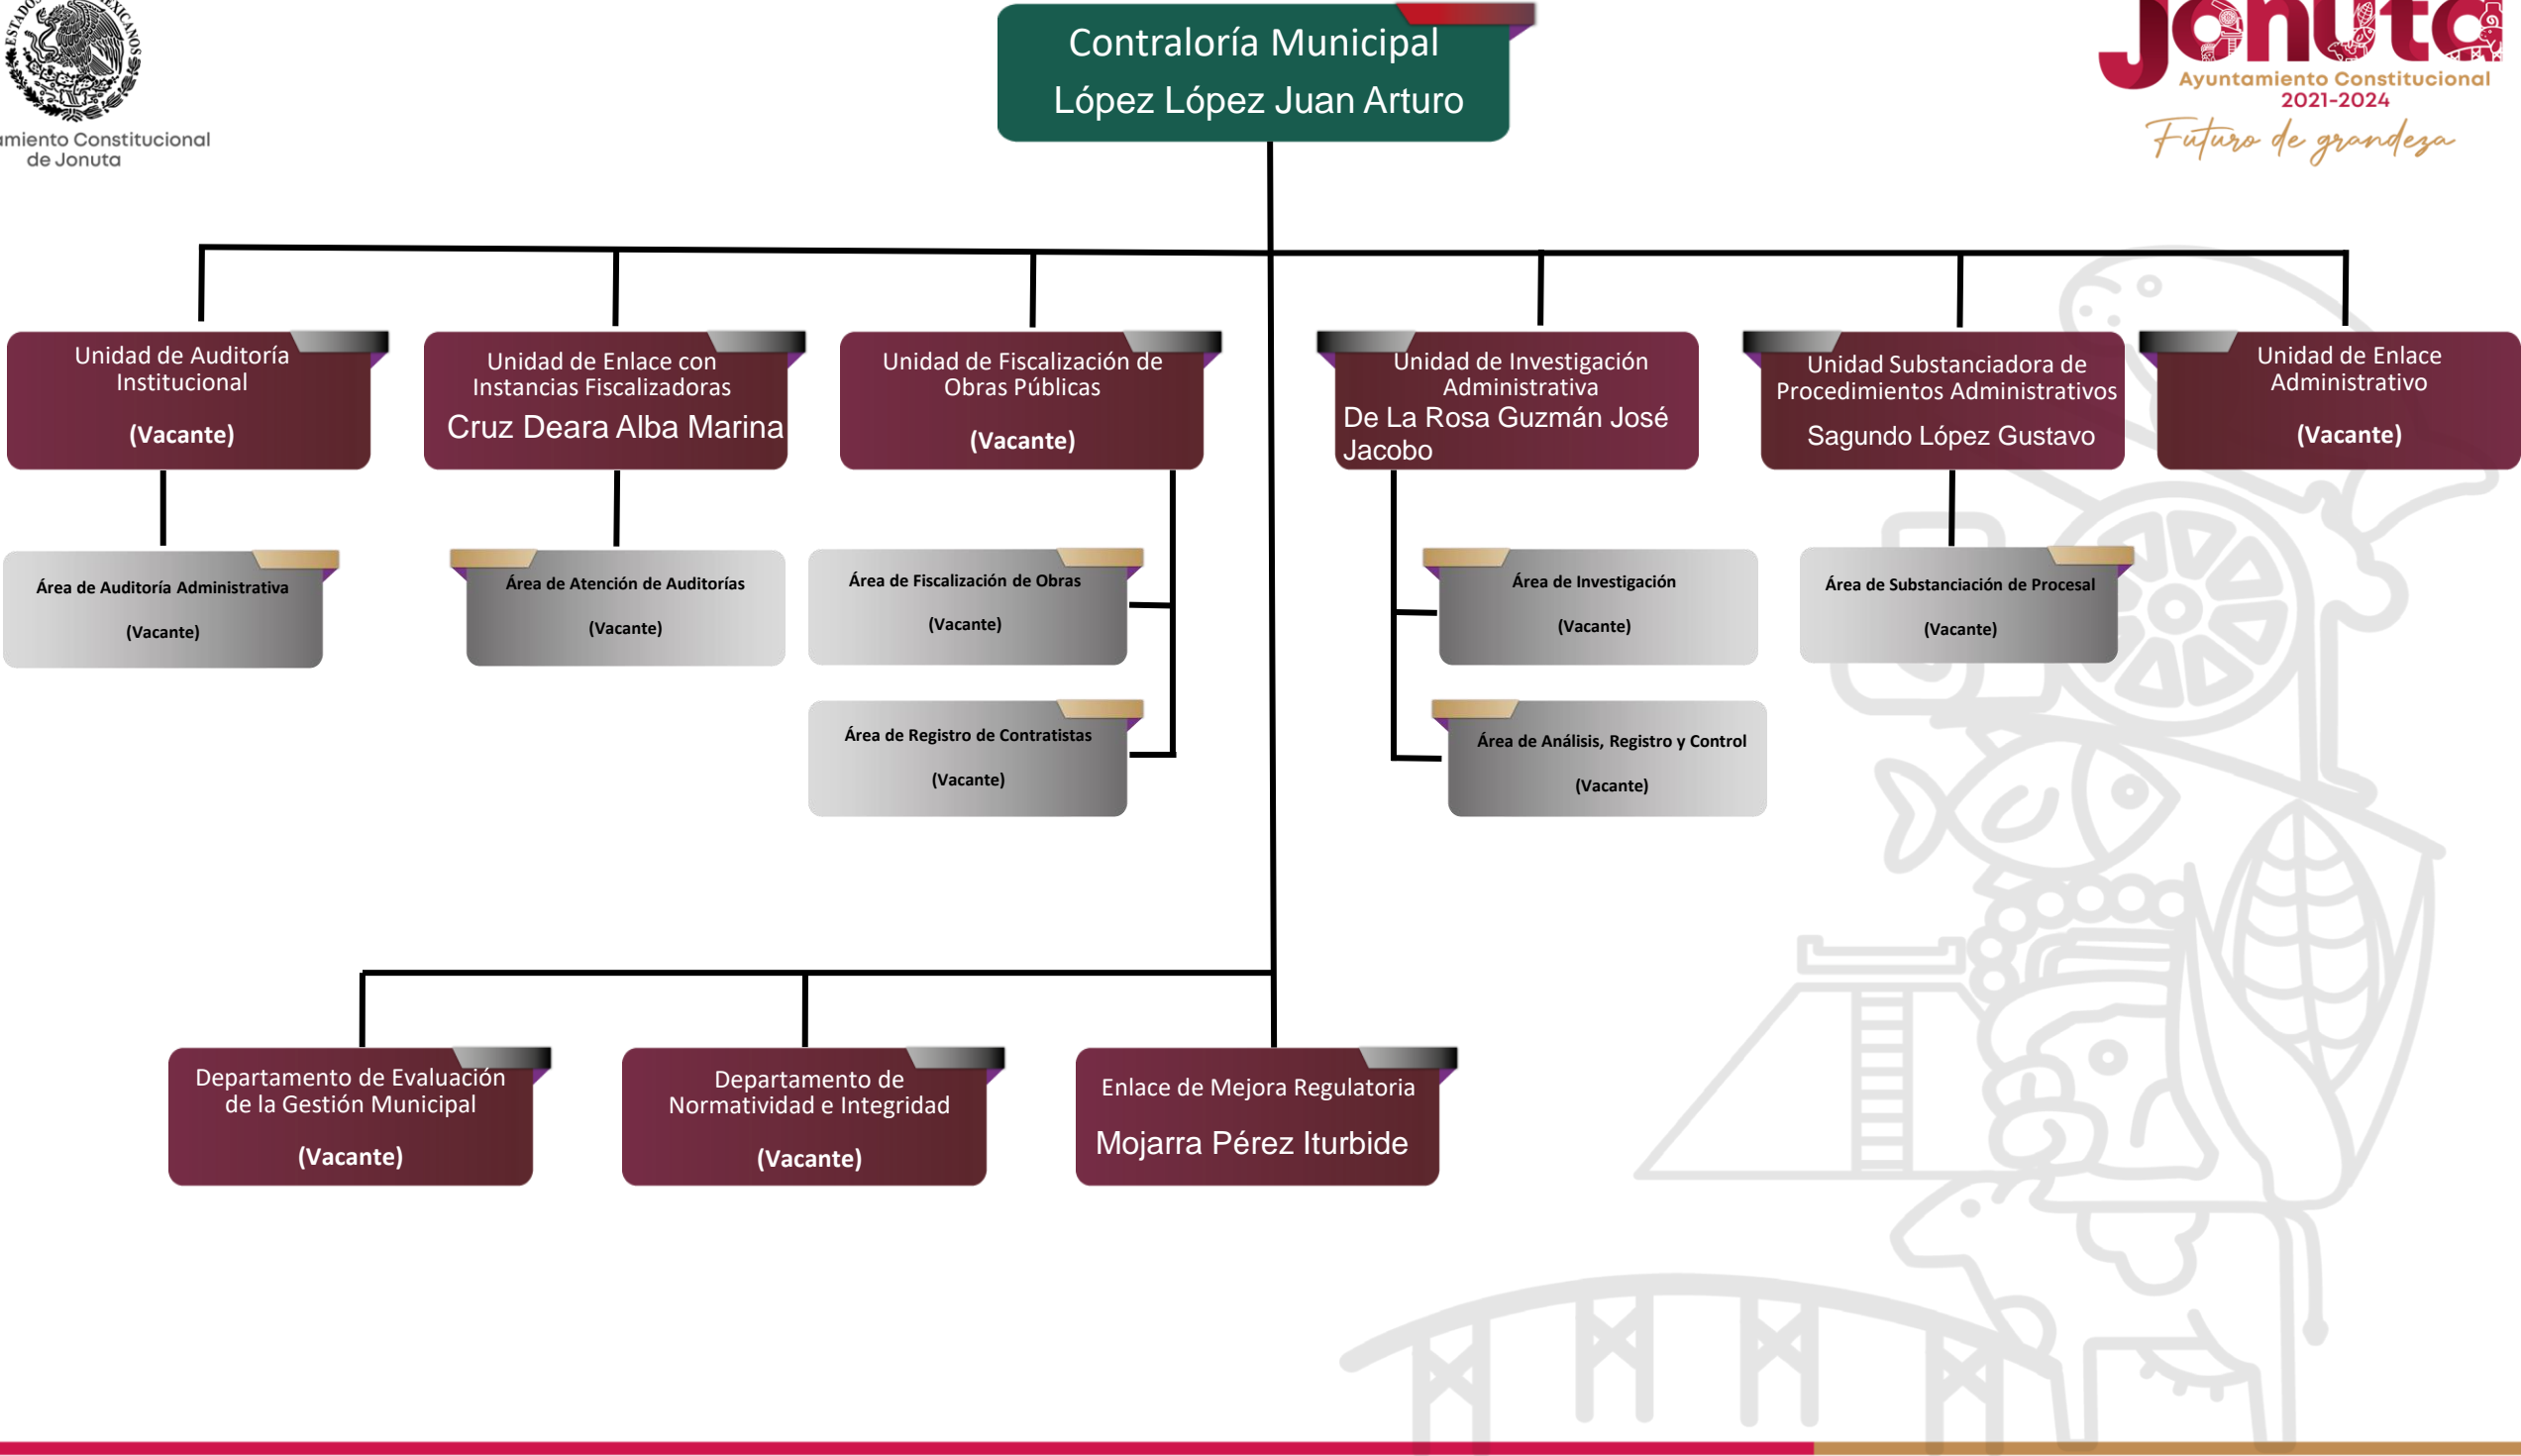 ESTADOS
MEXICANOS
Constitucional
de Jonuta
Contraloría Municipal
López López Juan Arturo
Jonuta
Ayuntamiento Constitucional
2021-2024
Futuro de grandeza
Unidad de Auditoría
Institucional
(Vacante)
Unidad de Enlace con
Instancias Fiscalizadoras
Cruz Deara Alba Marina
Unidad de Fiscalización de
Obras Públicas
(Vacante)
Unidad de Investigación
Administrativa
De La Rosa Guzmán José
Jacobo
Unidad Substanciadora de
Procedimientos Administrativos
Sagundo López Gustavo
Unidad de Enlace
Administrativo
(Vacante)
Área de Auditoría Administrativa
(Vacante)
Área de Atención de Auditorías
(Vacante)
Área de Fiscalización de Obras
(Vacante)
Área de Investigación
(Vacante)
Área de Substanciación de Procesal
(Vacante)
Área de Registro de Contratistas
(Vacante)
Área de Análisis, Registro y Control
(Vacante)
Departamento de Evaluación
de la Gestión Municipal
(Vacante)
Departamento de
Normatividad e Integridad
(Vacante)
Enlace de Mejora Regulatoria
Mojarra Pérez Iturbide